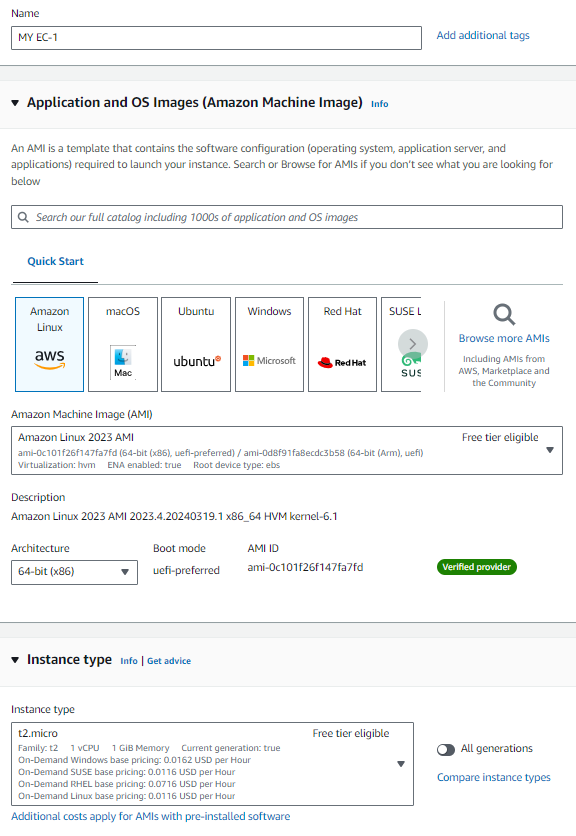 Name
MY EC-1
Add additional tags
Application and OS Images (Amazon Machine Image) Info
An AMI is a template that contains the software configuration (operating system, application server, and
applications) required to launch your instance. Search or Browse for AMIs if you don't see what you are looking for
below
Search our full catalog including 1000s of application and OS images
Quick Start
Amazon
Linux
aws
macOS
Mac
Ubuntu
ubuntu
Windows
Microsoft
Red Hat
Red Hat
SUSE L
SUS
Browse more AMIs
Including AMIs from
AWS, Marketplace and
the Community
Amazon Machine Image (AMI)
Amazon Linux 2023 AMI
Free tier eligible
ami-0c101f26f147fa7fd (64-bit (x86), uefi-preferred) / ami-0d8f91fa8ecdc3b58 (64-bit (Arm), uefi)
Virtualization: hvm ENA enabled: true Root device type: ebs
Description
Amazon Linux 2023 AMI 2023.4.20240319.1 x86_64 HVM kernel-6.1
Architecture
64-bit (x86)
Boot mode
uefi-preferred
AMI ID
ami-0c101f26f147fa7fd
Verified provider
Instance type Info | Get advice
Instance type
t2.micro
Free tier eligible
Family: t2 1 vCPU 1 GiB Memory Current generation: true
On-Demand Windows base pricing: 0.0162 USD per Hour
On-Demand SUSE base pricing: 0.0116 USD per Hour
On-Demand RHEL base pricing: 0.0716 USD per Hour
On-Demand Linux base pricing: 0.0116 USD per Hour
All generations
Compare instance types
Additional costs apply for AMIs with pre-installed software